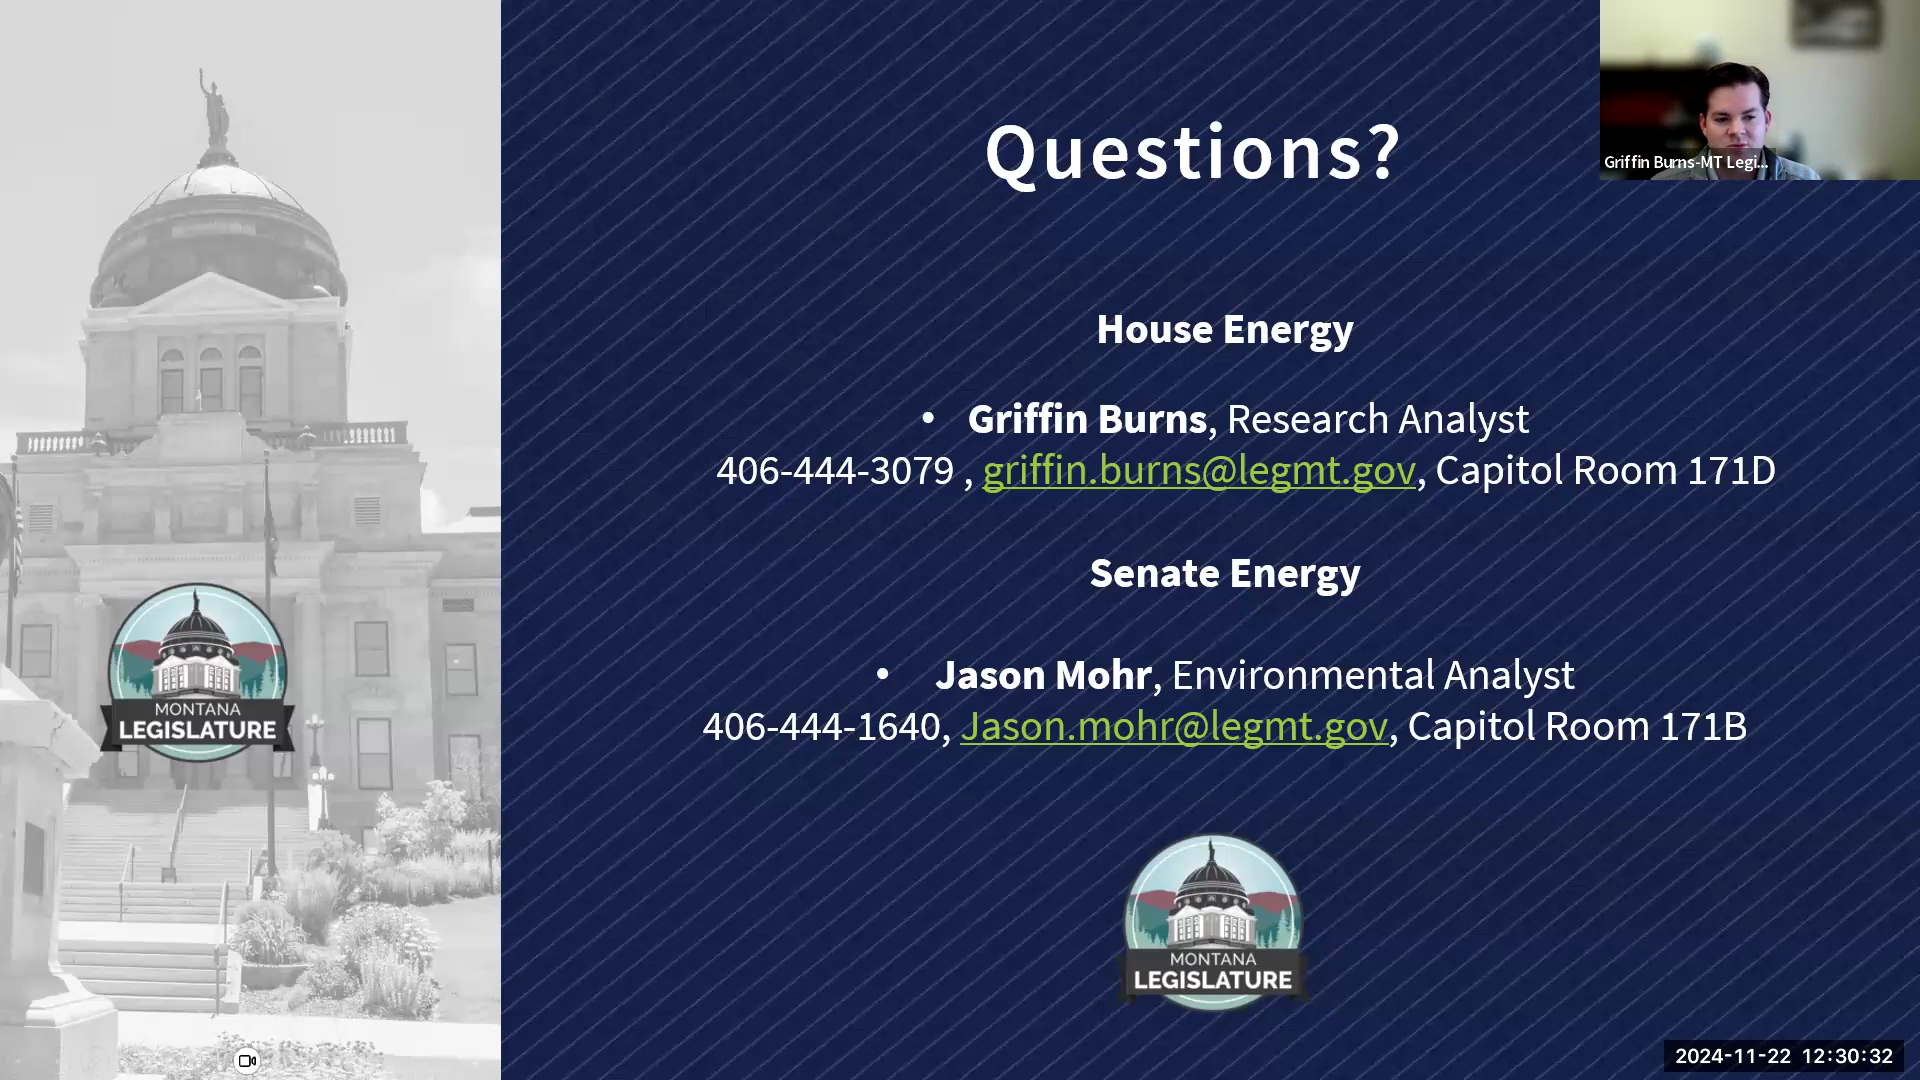 Questions?
Griffin Burns-MT Legi...
House Energy
• Griffin Burns, Research Analyst
406-444-3079 , griffin.burns@legmt.gov, Capitol Room 171D
Senate Energy
• Jason Mohr, Environmental Analyst
406-444-1640, Jason.mohr@legmt.gov, Capitol Room 171B
MONTANA
LEGISLATURE
MONTANA
LEGISLATURE
2024-11-22 12:30:32